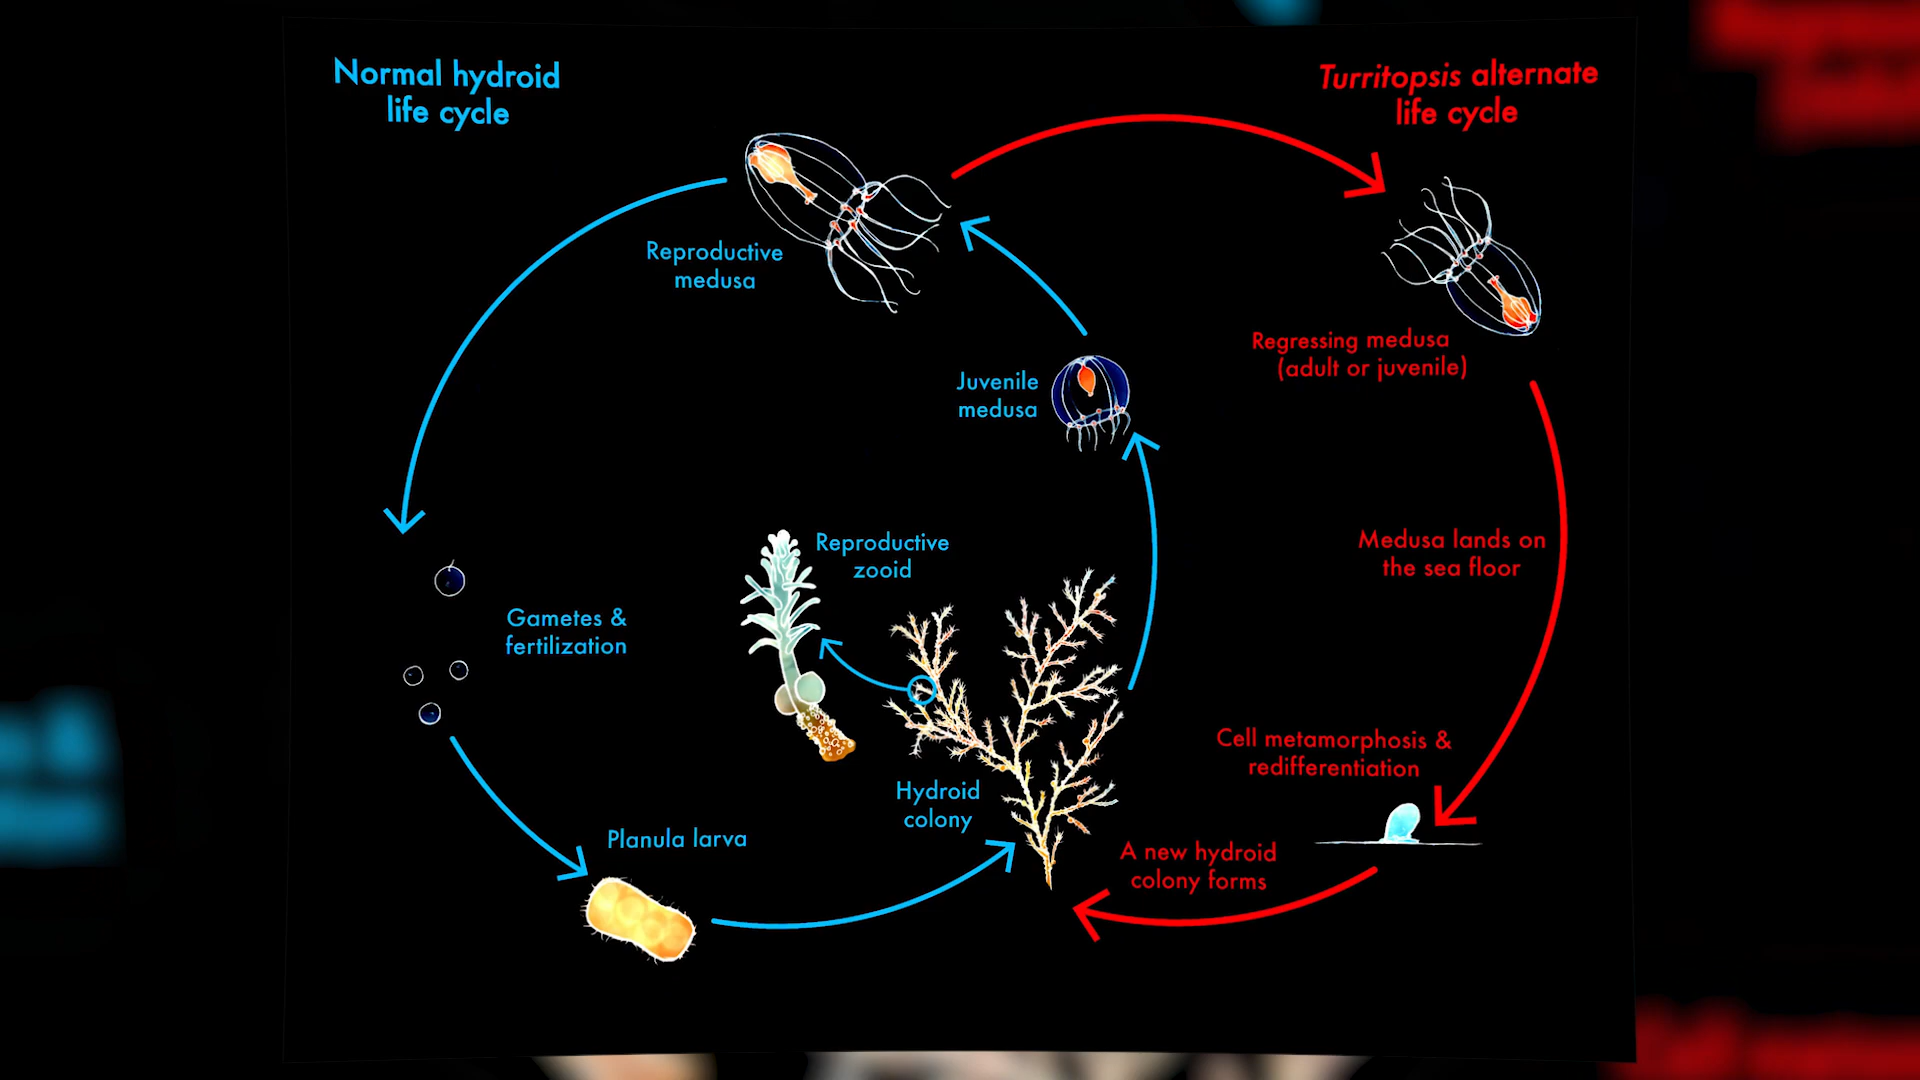 Normal hydroid
life cycle
Turritopsis alternate
life cycle
Reproductive
medusa
Regressing medusa
(adult or juvenile)
Juvenile
medusa
Reproductive
zooid
Medusa lands on
the sea floor
Gametes &
fertilization
Cell metamorphosis &
redifferentiation
Hydroid
colony
Planula larva
A new hydroid
colony forms